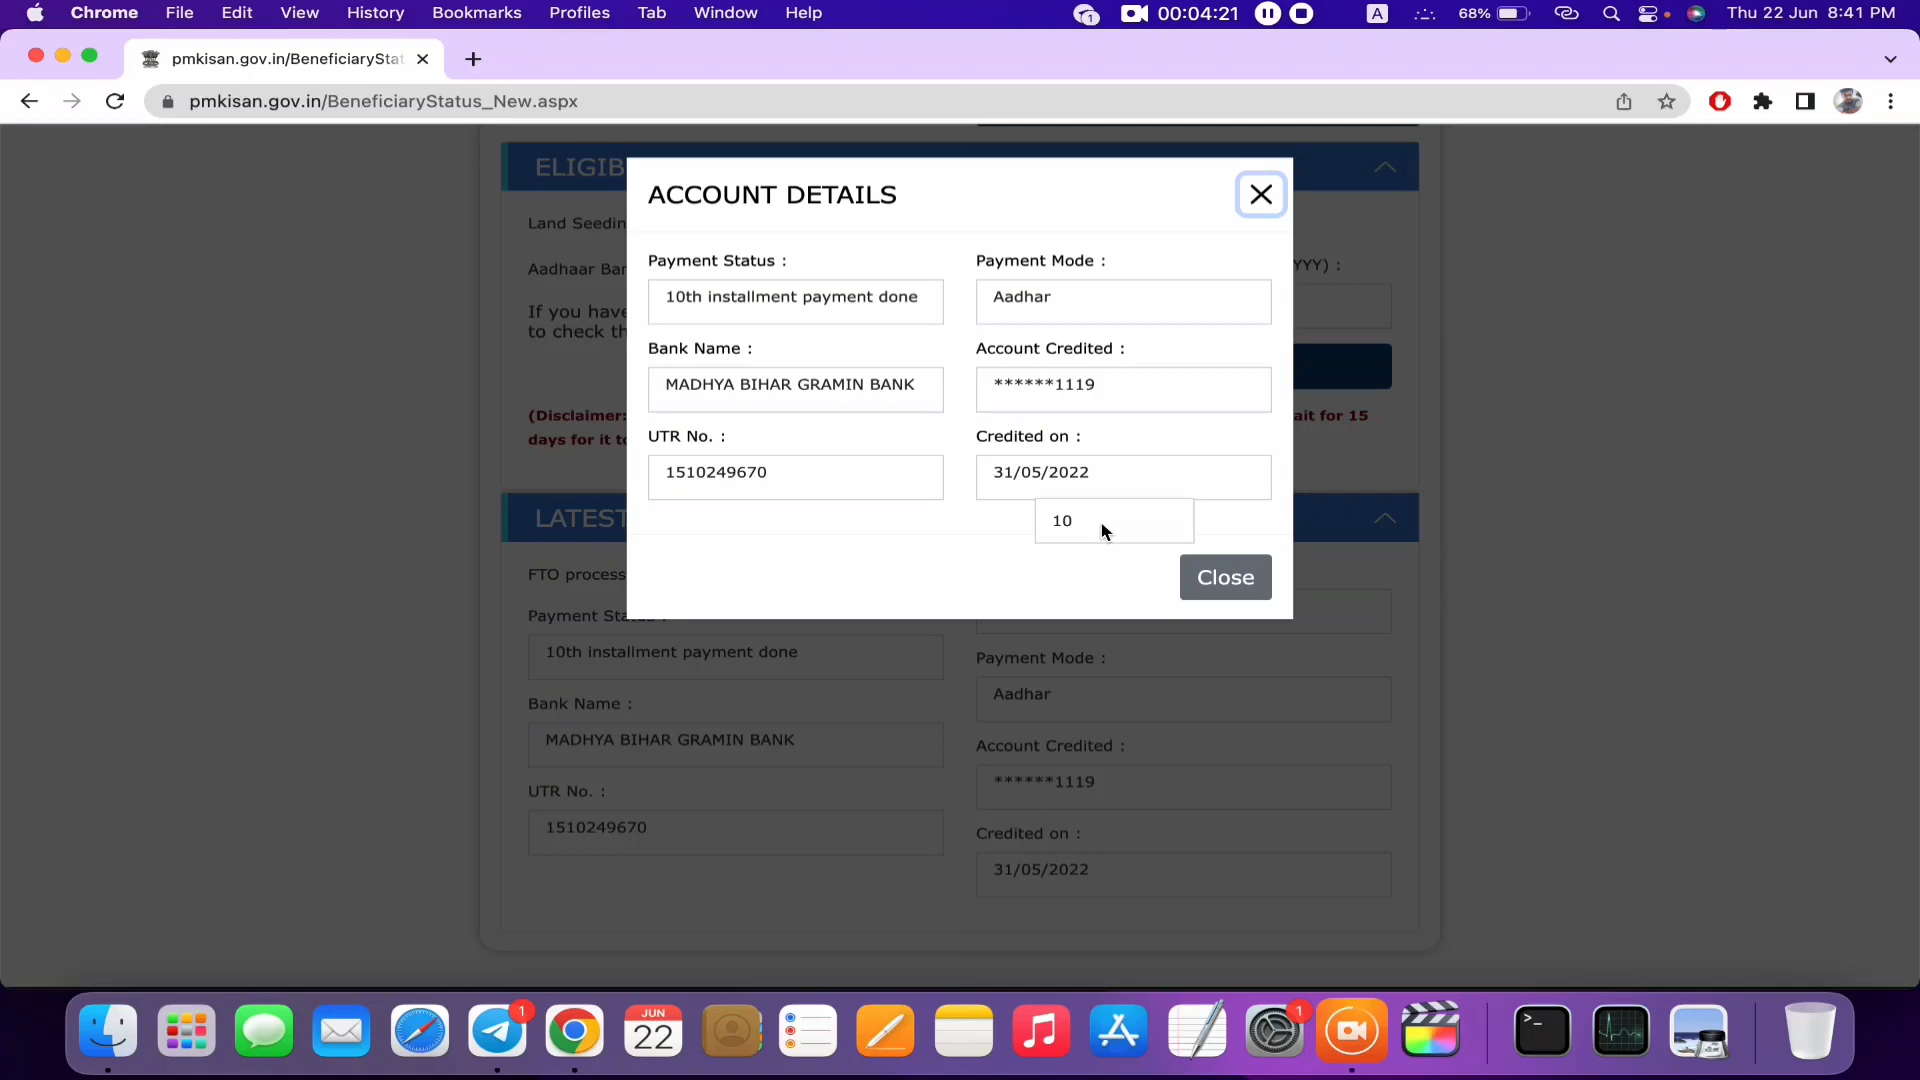 Chrome File Edit View History Bookmarks Profiles Tab Window Help 1 00:04:21 A 68% Thu 22 Jun 8:41 PM
pmkisan.gov.in/BeneficiaryStat
pmkisan.gov.in/BeneficiaryStatus_New.aspx
ELIGIB
ACCOUNT DETAILS
Land Seedin
Payment Status :
Payment Mode :
Aadhaar Ban
YYY) :
10th installment payment done
Aadhar
If you have
to check th
Bank Name :
Account Credited :
MADHYA BIHAR GRAMIN BANK
******1119
(Disclaimer:
ait for 15
days for it to
UTR No. :
Credited on :
1510249670
31/05/2022
LATEST
10
FTO process
Close
Payment Status :
10th installment payment done
Payment Mode :
Aadhar
Bank Name :
MADHYA BIHAR GRAMIN BANK
Account Credited :
******1119
UTR No. :
1510249670
Credited on :
31/05/2022
1
JUN
22
1